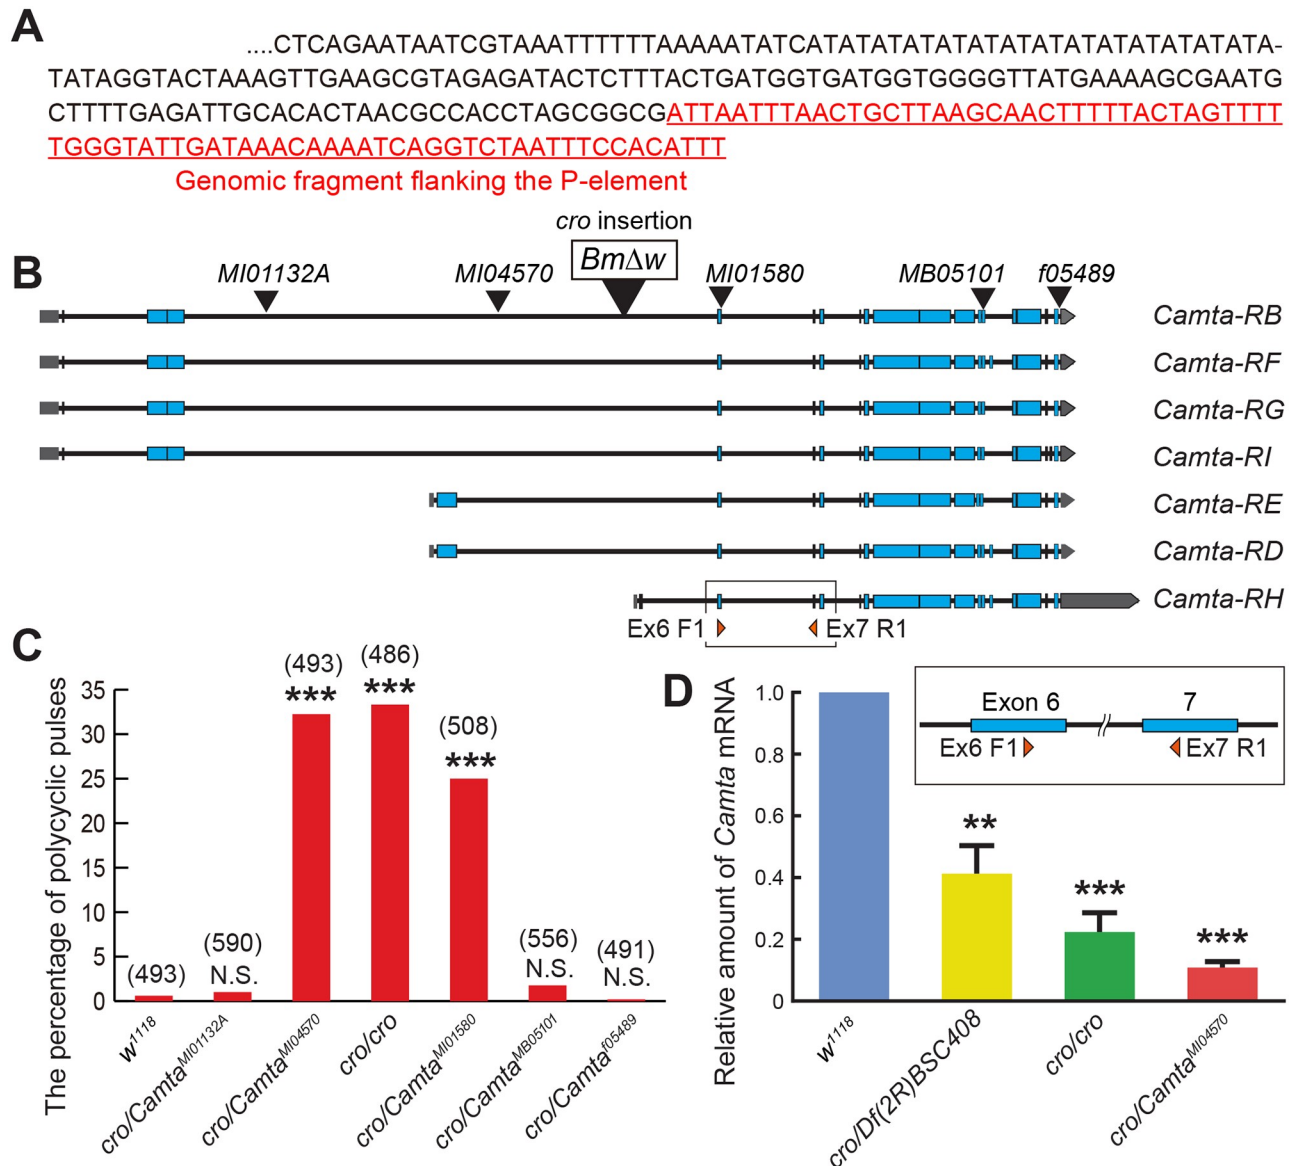 A
....CTCAGAATAATCGTAAATTTTTTAAAAATATCATATATATATATATATATATATATATATA-
TATAGGTACTAAAGTTGAAGCGTAGAGATACTCTTTACTGATGGTGATGGTGGGGTTATGAAAAGCGAATG
CTTTTGAGATTGCACACTAACGCCACCTAGCGGCGATTAATTTAACTGCTTAAGCAACTTTTTACTAGTTTT
TGGGTATTGATAAACAAAATCAGGTCTAATTTCCACATTT
Genomic fragment flanking the P-element
B
cro insertion
BmΔw
MI01132A MI04570 MI01580 MB05101 f05489
Camta-RB
Camta-RF
Camta-RG
Camta-RI
Camta-RE
Camta-RD
Camta-RH
Ex6 F1 Ex7 R1
C
The percentage of polycyclic pulses
35
30
25
20
15
10
5
0
(493)
(590)
N.S.
(493)
***
(486)
***
(508)
***
(556)
N.S.
(491)
N.S.
w1118
cro/CamtaMI01132A
cro/CamtaMI04570
cro/cro
cro/CamtaMI01580
cro/CamtaMB05101
cro/Camtaf05489
D
Relative amount of Camta mRNA
1.0
0.8
0.6
0.4
0.2
0
Exon 6 7
Ex6 F1 Ex7 R1
**
***
***
w1118
cro/Df(2R)BSC408
cro/cro
cro/CamtaMI04570